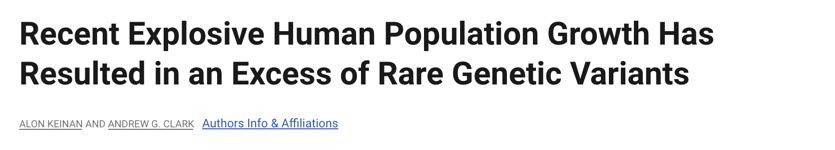 Recent Explosive Human Population Growth Has
Resulted in an Excess of Rare Genetic Variants
ALON KEINAN AND ANDREW G. CLARK Authors Info & Affiliations